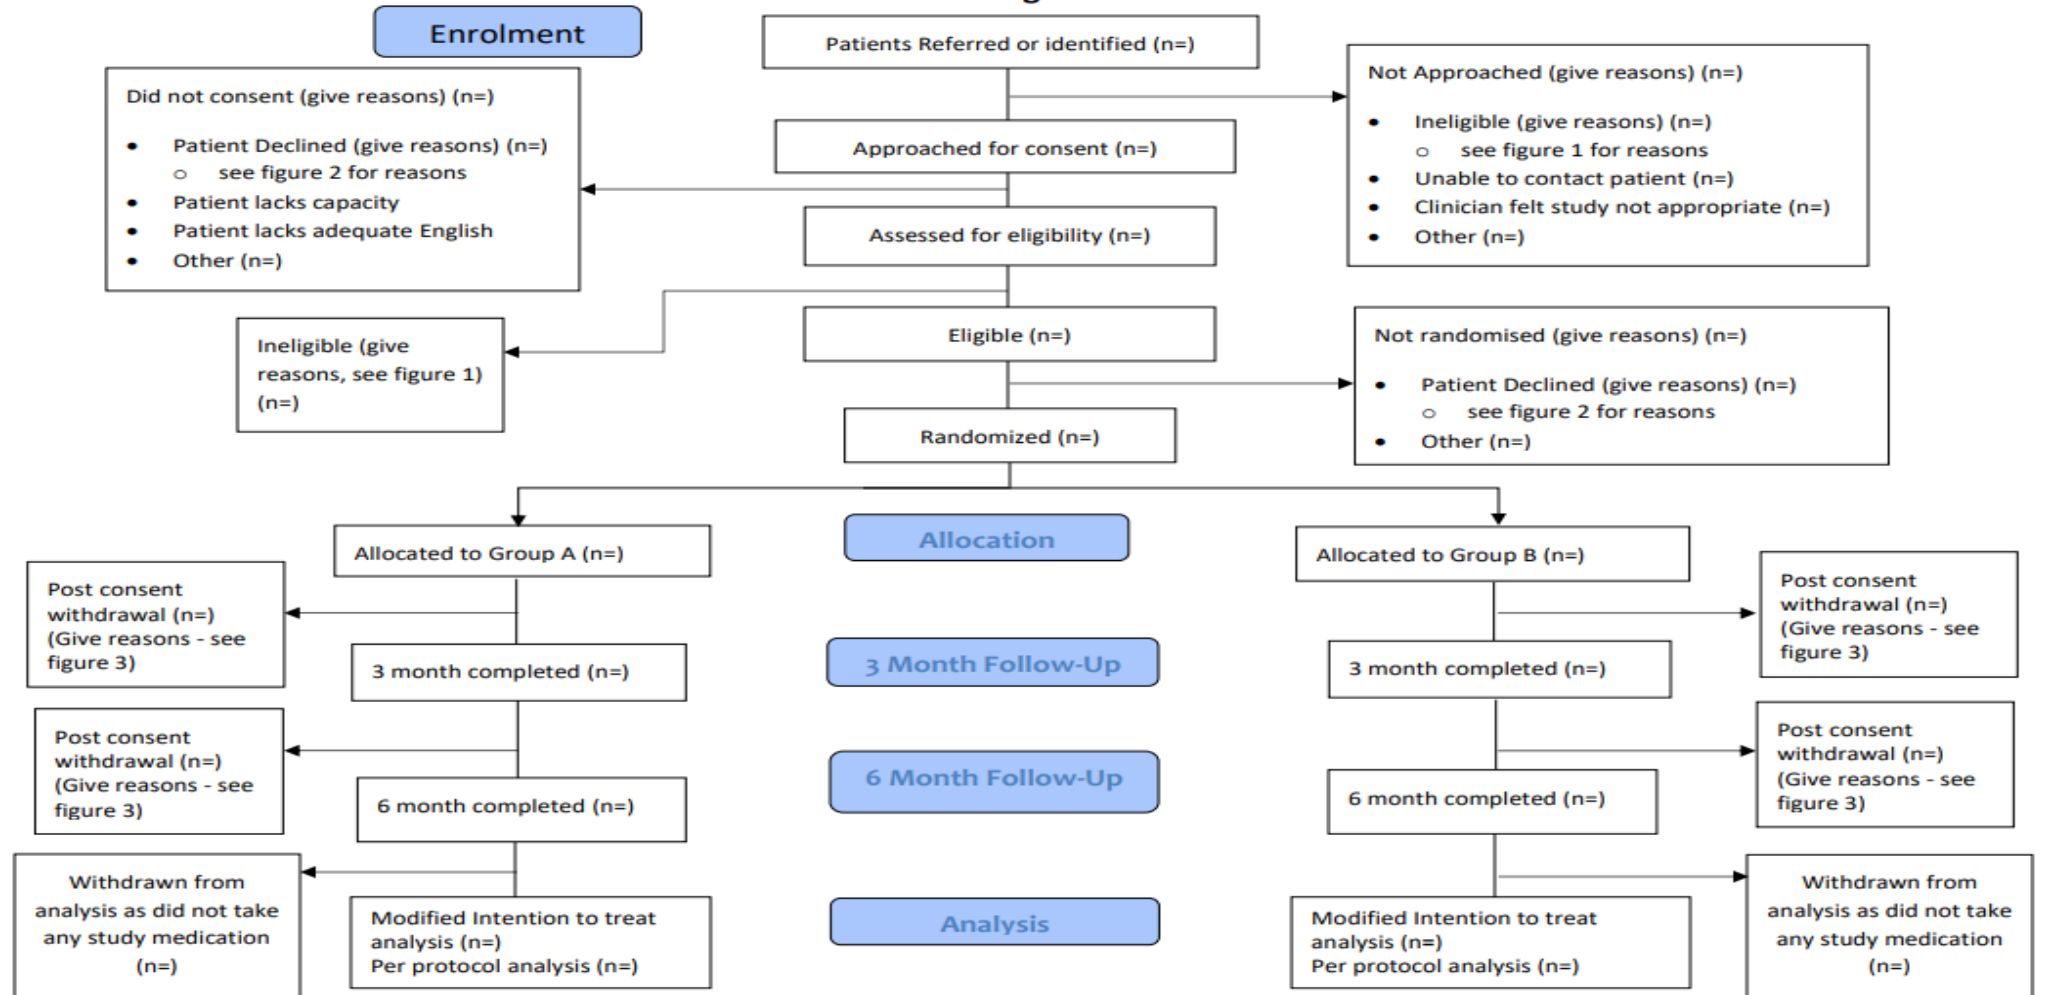 Enrolment
Patients Referred or identified (n=)
Not Approached (give reasons) (n=)
• Ineligible (give reasons) (n=)
o see figure 1 for reasons
• Unable to contact patient (n=)
• Clinician felt study not appropriate (n=)
• Other (n=)
Did not consent (give reasons) (n=)
• Patient Declined (give reasons) (n=)
o see figure 2 for reasons
• Patient lacks capacity
• Patient lacks adequate English
• Other (n=)
Approached for consent (n=)
Assessed for eligibility (n=)
Ineligible (give
reasons, see figure 1)
(n=)
Eligible (n=)
Not randomised (give reasons) (n=)
• Patient Declined (give reasons) (n=)
o see figure 2 for reasons
• Other (n=)
Randomized (n=)
Allocation
Allocated to Group A (n=)
Allocated to Group B (n=)
Post consent
withdrawal (n=)
(Give reasons - see
figure 3)
Post consent
withdrawal (n=)
(Give reasons - see
figure 3)
3 month completed (n=)
3 Month Follow-Up
3 month completed (n=)
Post consent
withdrawal (n=)
(Give reasons - see
figure 3)
Post consent
withdrawal (n=)
(Give reasons - see
figure 3)
6 month completed (n=)
6 Month Follow-Up
6 month completed (n=)
Withdrawn from
analysis as did not take
any study medication
(n=)
Modified Intention to treat
analysis (n=)
Per protocol analysis (n=)
Analysis
Modified Intention to treat
analysis (n=)
Per protocol analysis (n=)
Withdrawn from
analysis as did not take
any study medication
(n=)